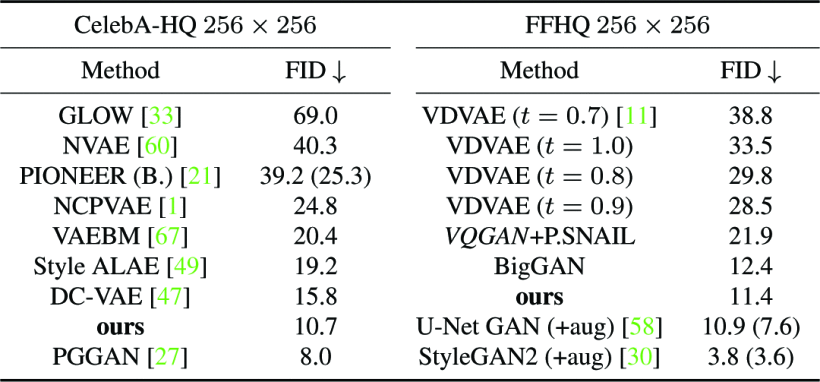 CelebA-HQ 256 × 256 FFHQ 256 × 256
Method FID ↓ Method FID ↓
GLOW [33] 69.0 VDVAE (t = 0.7) [11] 38.8
NVAE [60] 40.3 VDVAE (t = 1.0) 33.5
PIONEER (B.) [21] 39.2 (25.3) VDVAE (t = 0.8) 29.8
NCPVAE [1] 24.8 VDVAE (t = 0.9) 28.5
VAEBM [67] 20.4 VQGAN+P.SNAIL 21.9
Style ALAE [49] 19.2 BigGAN 12.4
DC-VAE [47] 15.8 ours 11.4
ours 10.7 U-Net GAN (+aug) [58] 10.9 (7.6)
PGGAN [27] 8.0 StyleGAN2 (+aug) [30] 3.8 (3.6)